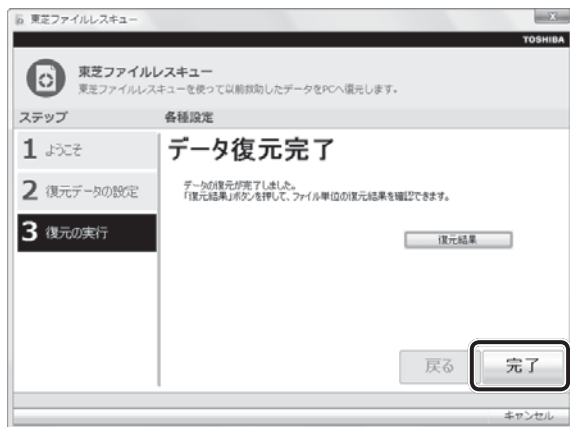 東芝ファイルレスキュー
TOSHIBA
東芝ファイルレスキュー
東芝ファイルレスキューを使って以前救助したデータをPCへ復元します。
ステップ
各種設定
1 ようこそ
2 復元データの設定
3 復元の実行
データ復元完了
データの復元が完了しました。
「復元結果」ボタンを押して、ファイル単位の復元結果を確認できます。
復元結果
戻る
完了
キャンセル